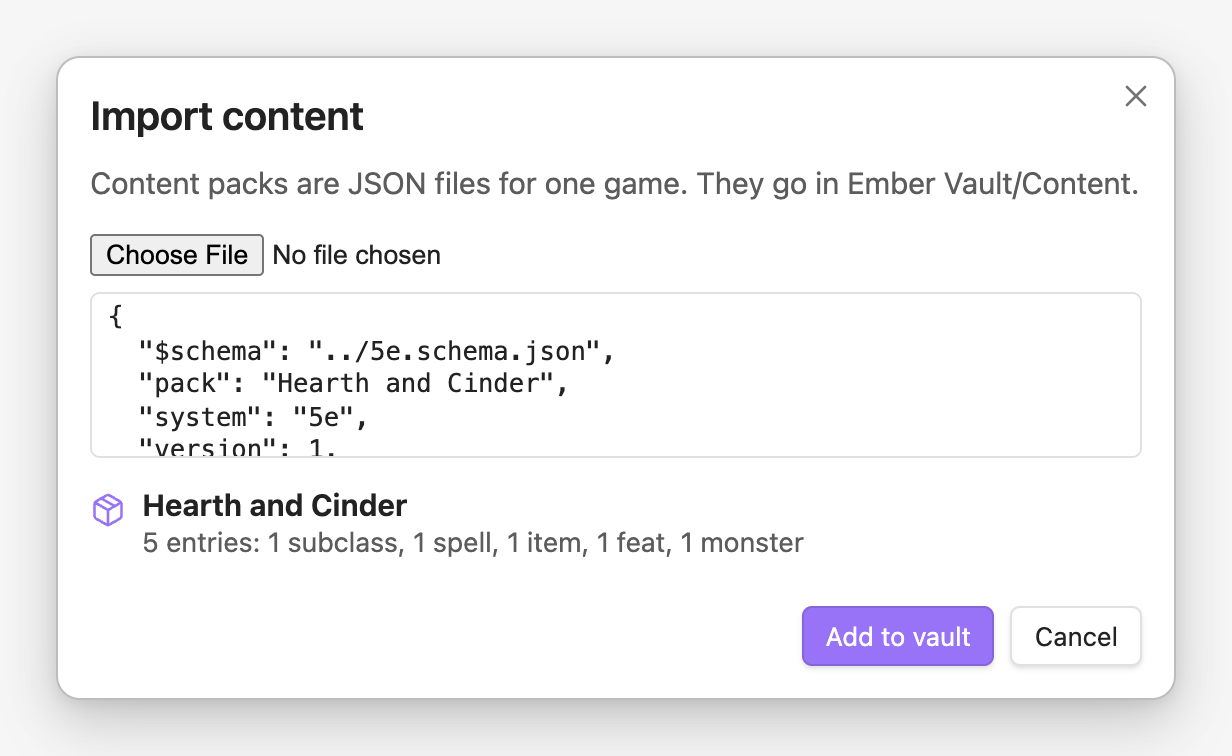 Import content
Content packs are JSON files for one game. They go in Ember Vault/Content.
Choose File No file chosen
{
"$schema": "../5e.schema.json",
"pack": "Hearth and Cinder",
"system": "5e",
"version": 1,
Hearth and Cinder
5 entries: 1 subclass, 1 spell, 1 item, 1 feat, 1 monster
Add to vault Cancel